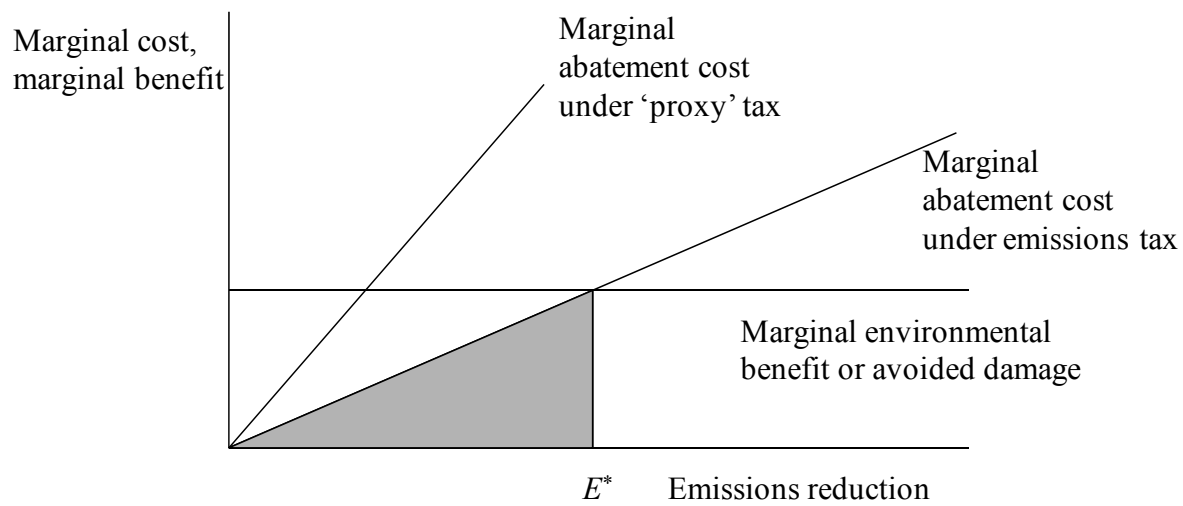 Marginal cost,
marginal benefit
Marginal
abatement cost
under ‘proxy’ tax
Marginal
abatement cost
under emissions tax
Marginal environmental
benefit or avoided damage
E*
Emissions reduction